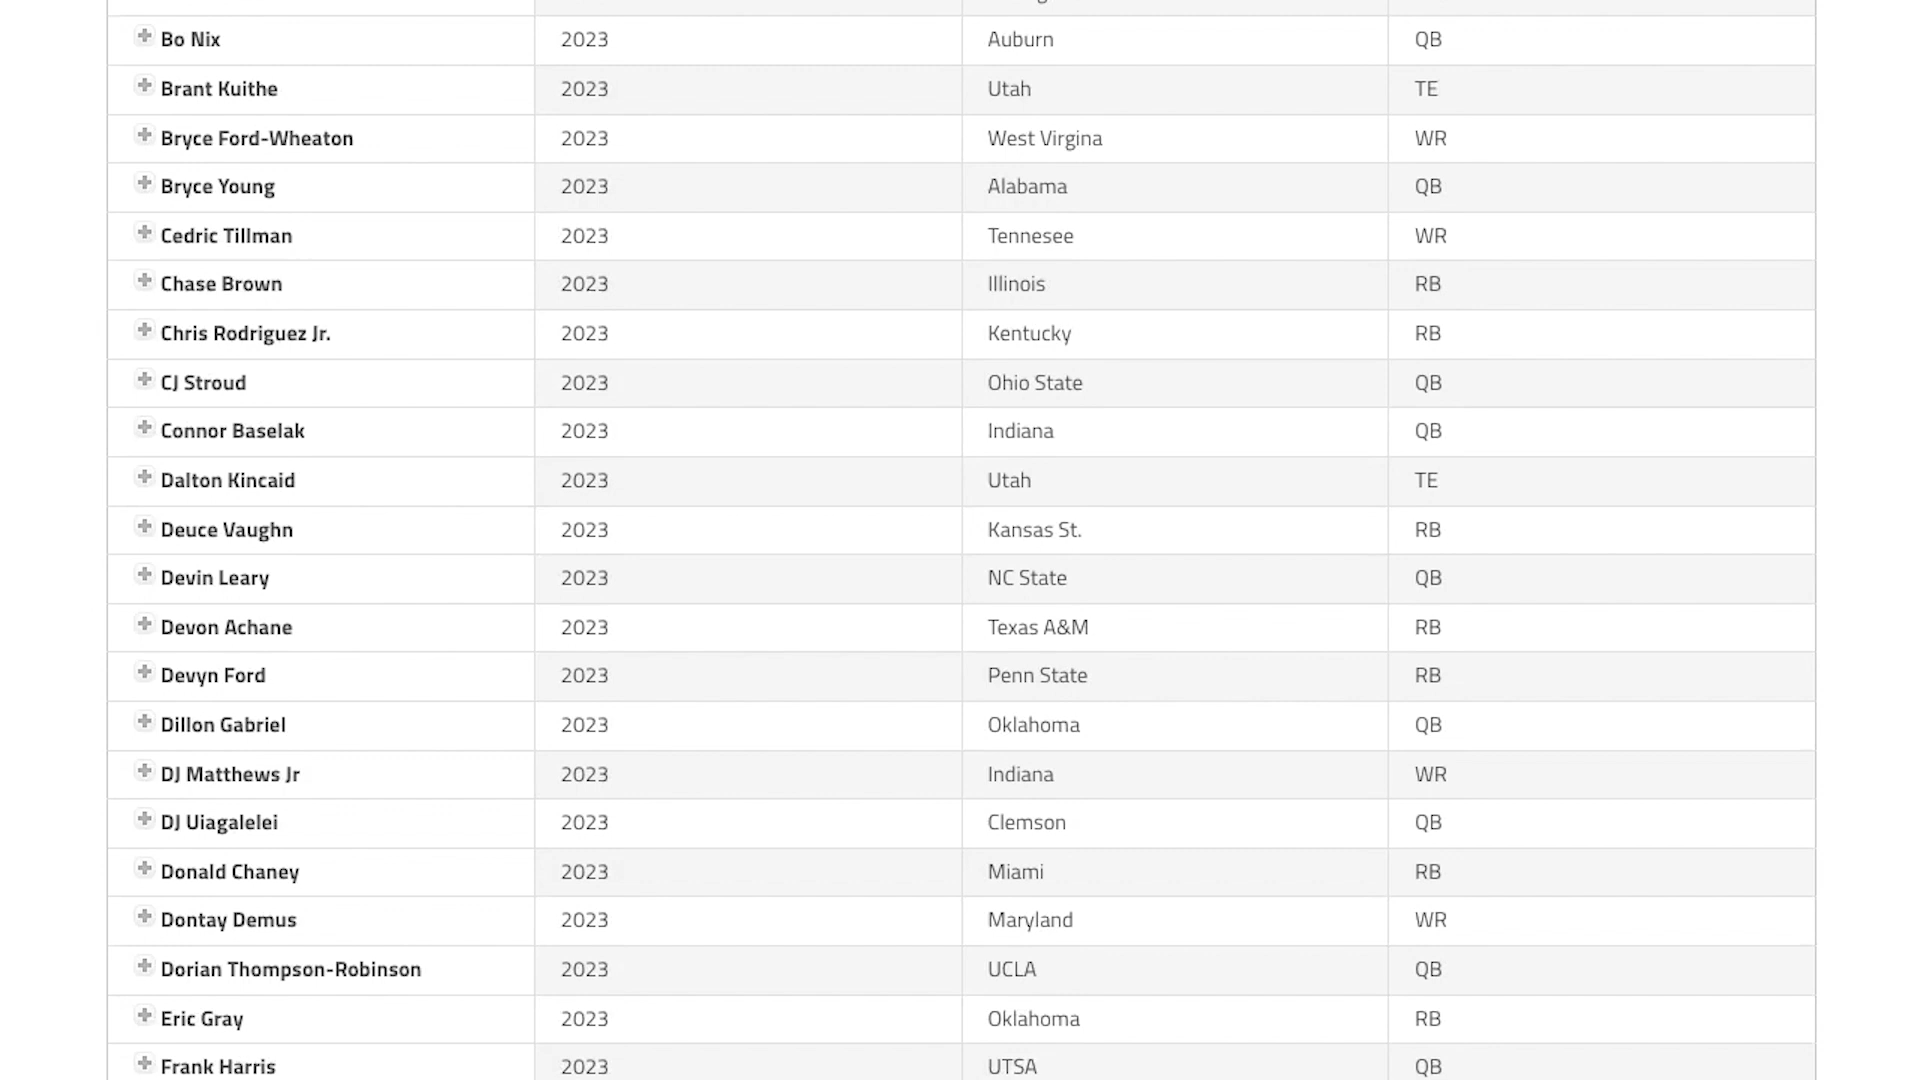 Bo Nix 2023 Auburn QB
Brant Kuithe 2023 Utah TE
Bryce Ford-Wheaton 2023 West Virgina WR
Bryce Young 2023 Alabama QB
Cedric Tillman 2023 Tennesee WR
Chase Brown 2023 Illinois RB
Chris Rodriguez Jr. 2023 Kentucky RB
CJ Stroud 2023 Ohio State QB
Connor Baselak 2023 Indiana QB
Dalton Kincaid 2023 Utah TE
Deuce Vaughn 2023 Kansas St. RB
Devin Leary 2023 NC State QB
Devon Achane 2023 Texas A&M RB
Devyn Ford 2023 Penn State RB
Dillon Gabriel 2023 Oklahoma QB
DJ Matthews Jr 2023 Indiana WR
DJ Uiagalelei 2023 Clemson QB
Donald Chaney 2023 Miami RB
Dontay Demus 2023 Maryland WR
Dorian Thompson-Robinson 2023 UCLA QB
Eric Gray 2023 Oklahoma RB
Frank Harris 2023 UTSA QB